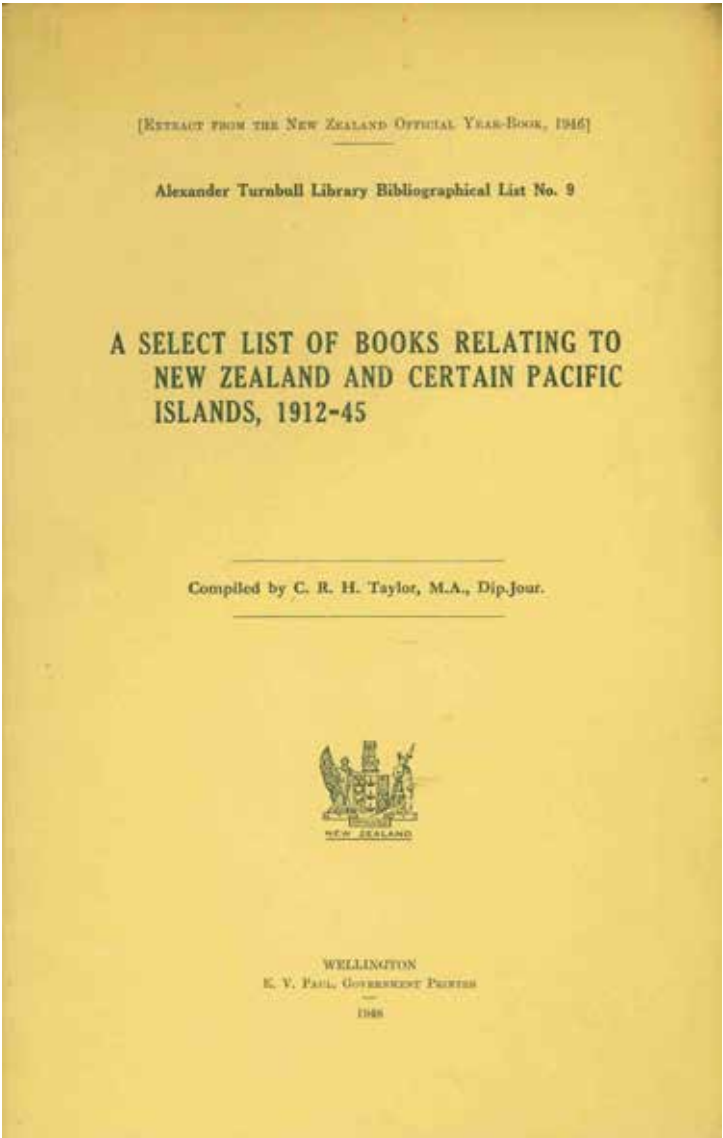 [Extract from the New Zealand Official Year-Book, 1946]
Alexander Turnbull Library Bibliographical List No. 9
A SELECT LIST OF BOOKS RELATING TO
NEW ZEALAND AND CERTAIN PACIFIC
ISLANDS, 1912-45
Compiled by C. R. H. Taylor, M.A., Dip.Jour.
NEW ZEALAND
WELLINGTON
E. V. Paul, Government Printer